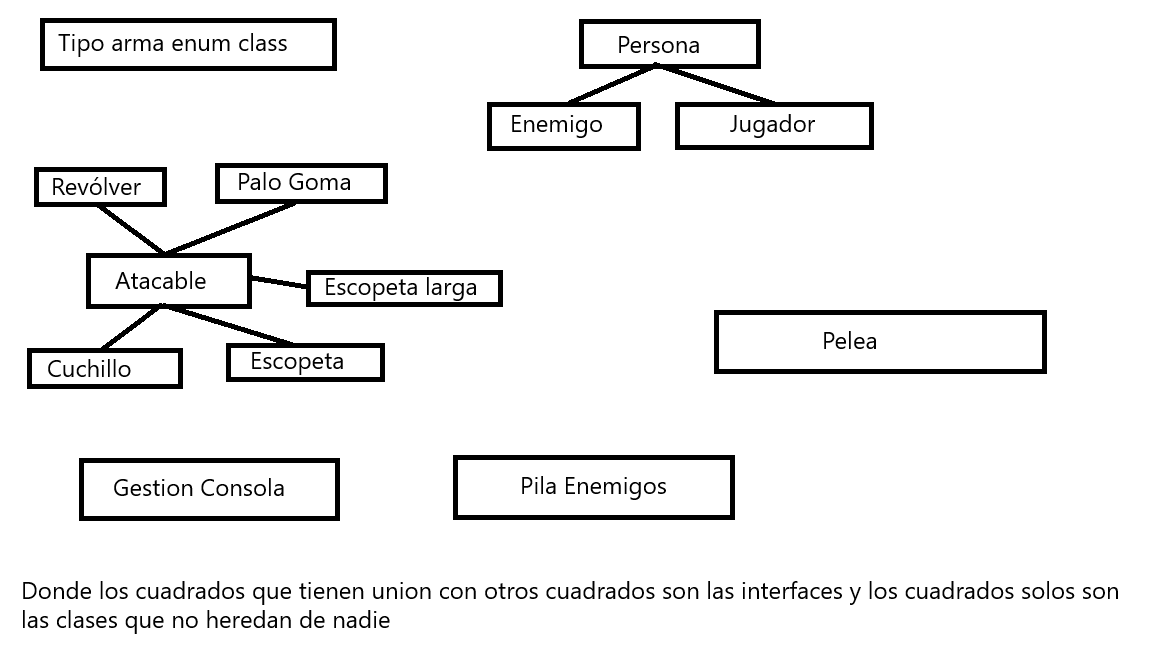 Tipo arma enum class
Persona
Enemigo
Jugador
Revólver
Palo Goma
Atacable
Escopeta larga
Pelea
Cuchillo
Escopeta
Gestion Consola
Pila Enemigos
Donde los cuadrados que tienen union con otros cuadrados son las interfaces y los cuadrados solos son
las clases que no heredan de nadie